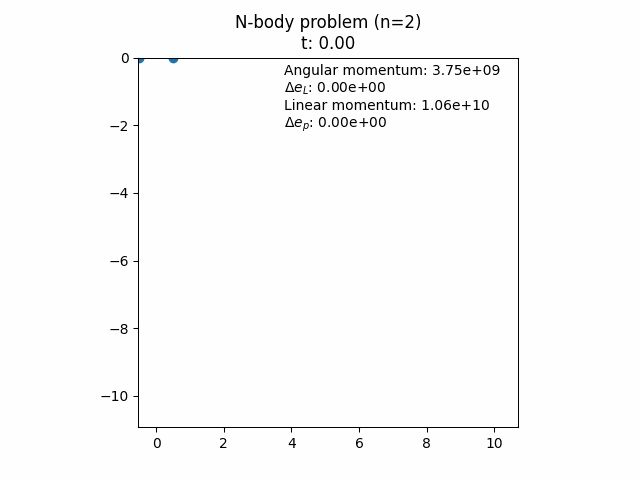 N-body problem (n=2)
t: 0.00
Angular momentum: 3.75e+09
Δe_L: 0.00e+00
Linear momentum: 1.06e+10
Δe_p: 0.00e+00
0
−2
−4
−6
−8
−10
0 2 4 6 8 10